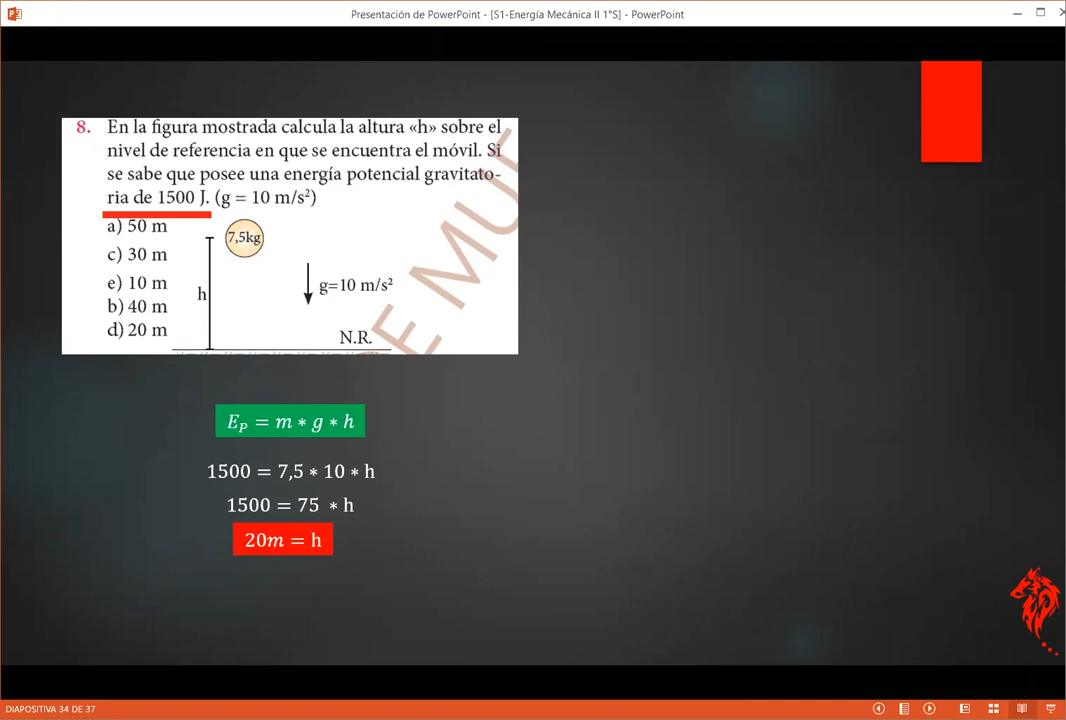 Presentación de PowerPoint - [S1-Energía Mecánica II 1°S] - PowerPoint
8. En la figura mostrada calcula la altura «h» sobre el
nivel de referencia en que se encuentra el móvil. Si
se sabe que posee una energía potencial gravitato-
ria de 1500 J. (g = 10 m/s²)
a) 50 m
c) 30 m
e) 10 m
b) 40 m
d) 20 m
7,5kg
h
g=10 m/s²
N.R.
E_P = m * g * h
1500 = 7,5 * 10 * h
1500 = 75 * h
20m = h
DIAPOSITIVA 34 DE 37